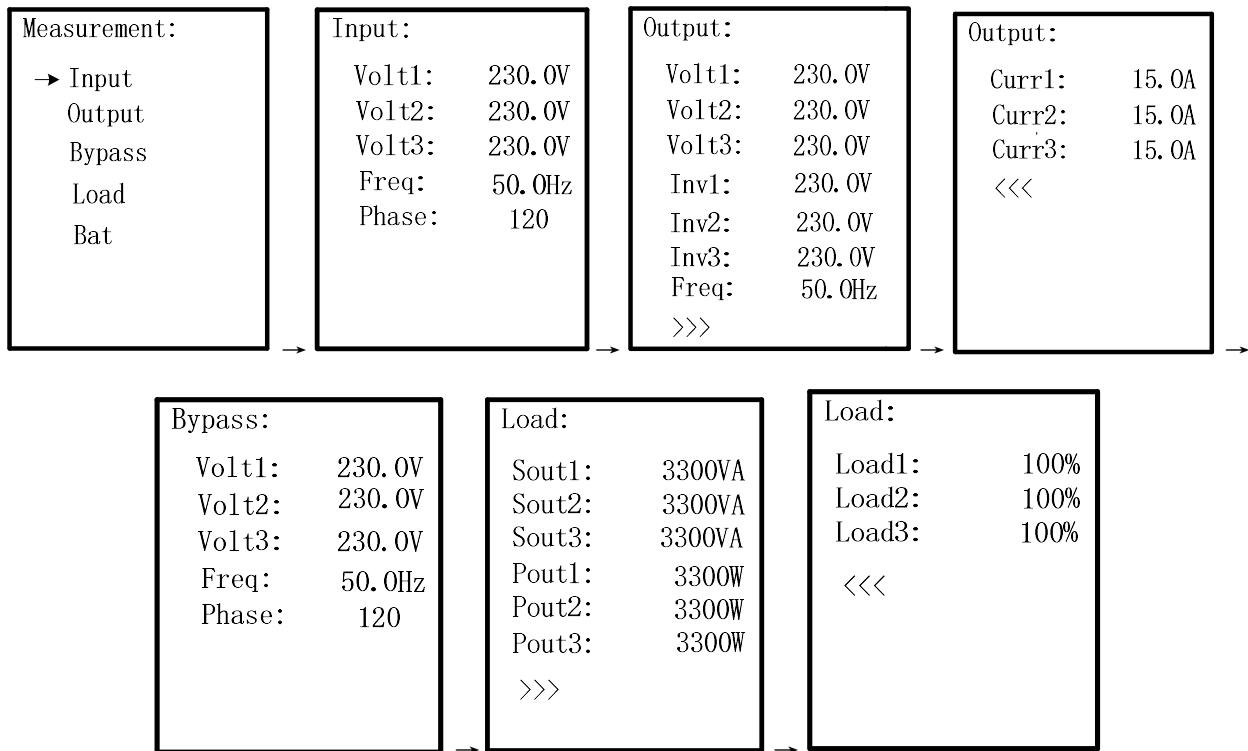 Measurement:
→ Input
Output
Bypass
Load
Bat
Input:
Volt1: 230.0V
Volt2: 230.0V
Volt3: 230.0V
Freq: 50.0Hz
Phase: 120
Output:
Volt1: 230.0V
Volt2: 230.0V
Volt3: 230.0V
Inv1: 230.0V
Inv2: 230.0V
Inv3: 230.0V
Freq: 50.0Hz
>>>
Output:
Curr1: 15.0A
Curr2: 15.0A
Curr3: 15.0A
<<<
Bypass:
Volt1: 230.0V
Volt2: 230.0V
Volt3: 230.0V
Freq: 50.0Hz
Phase: 120
Load:
Sout1: 3300VA
Sout2: 3300VA
Sout3: 3300VA
Pout1: 3300W
Pout2: 3300W
Pout3: 3300W
>>>
Load:
Load1: 100%
Load2: 100%
Load3: 100%
<<<